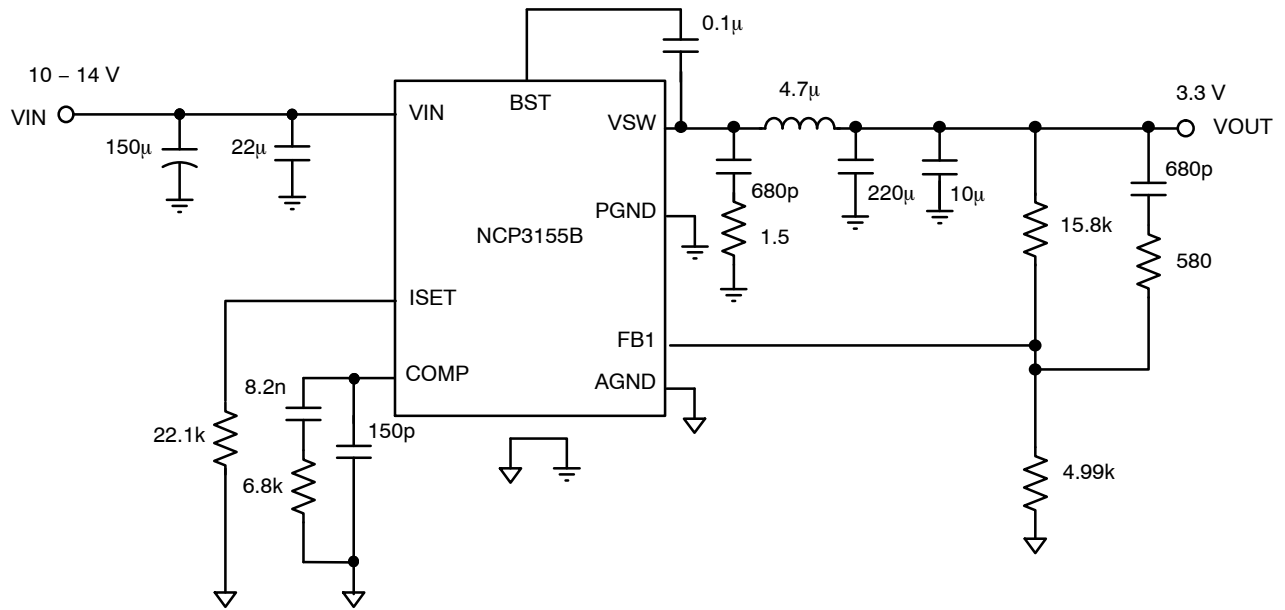 0.1μ
10 – 14 V
VIN
150μ
22μ
VIN
BST
VSW
4.7μ
3.3 V
VOUT
680p
1.5
220μ
10μ
15.8k
680p
580
PGND
NCP3155B
ISET
FB1
COMP
AGND
8.2n
150p
22.1k
6.8k
4.99k